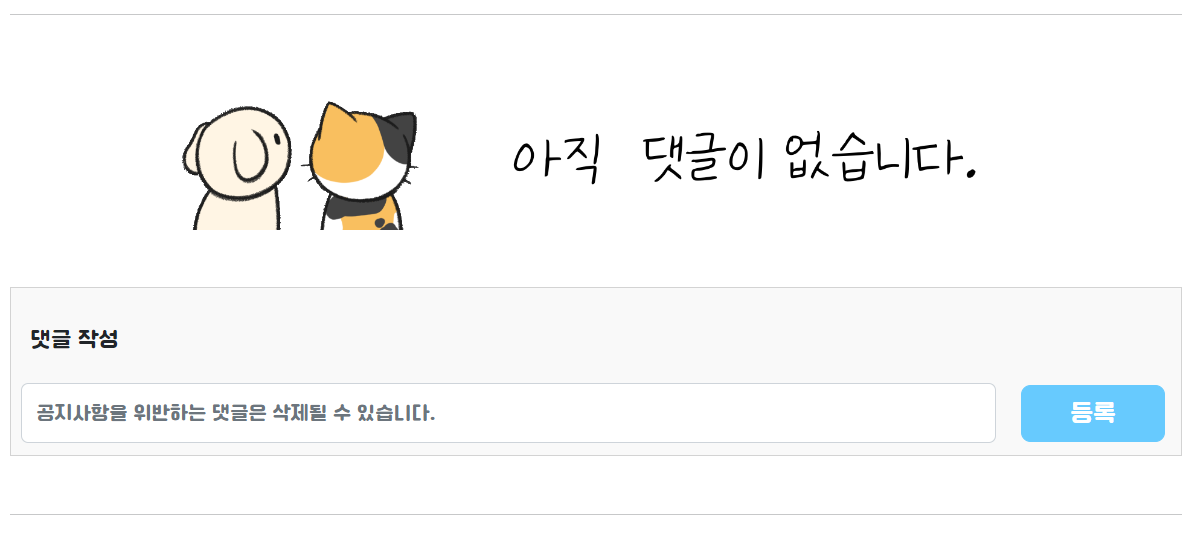 아직 댓글이 없습니다.
댓글 작성
공지사항을 위반하는 댓글은 삭제될 수 있습니다.
등록